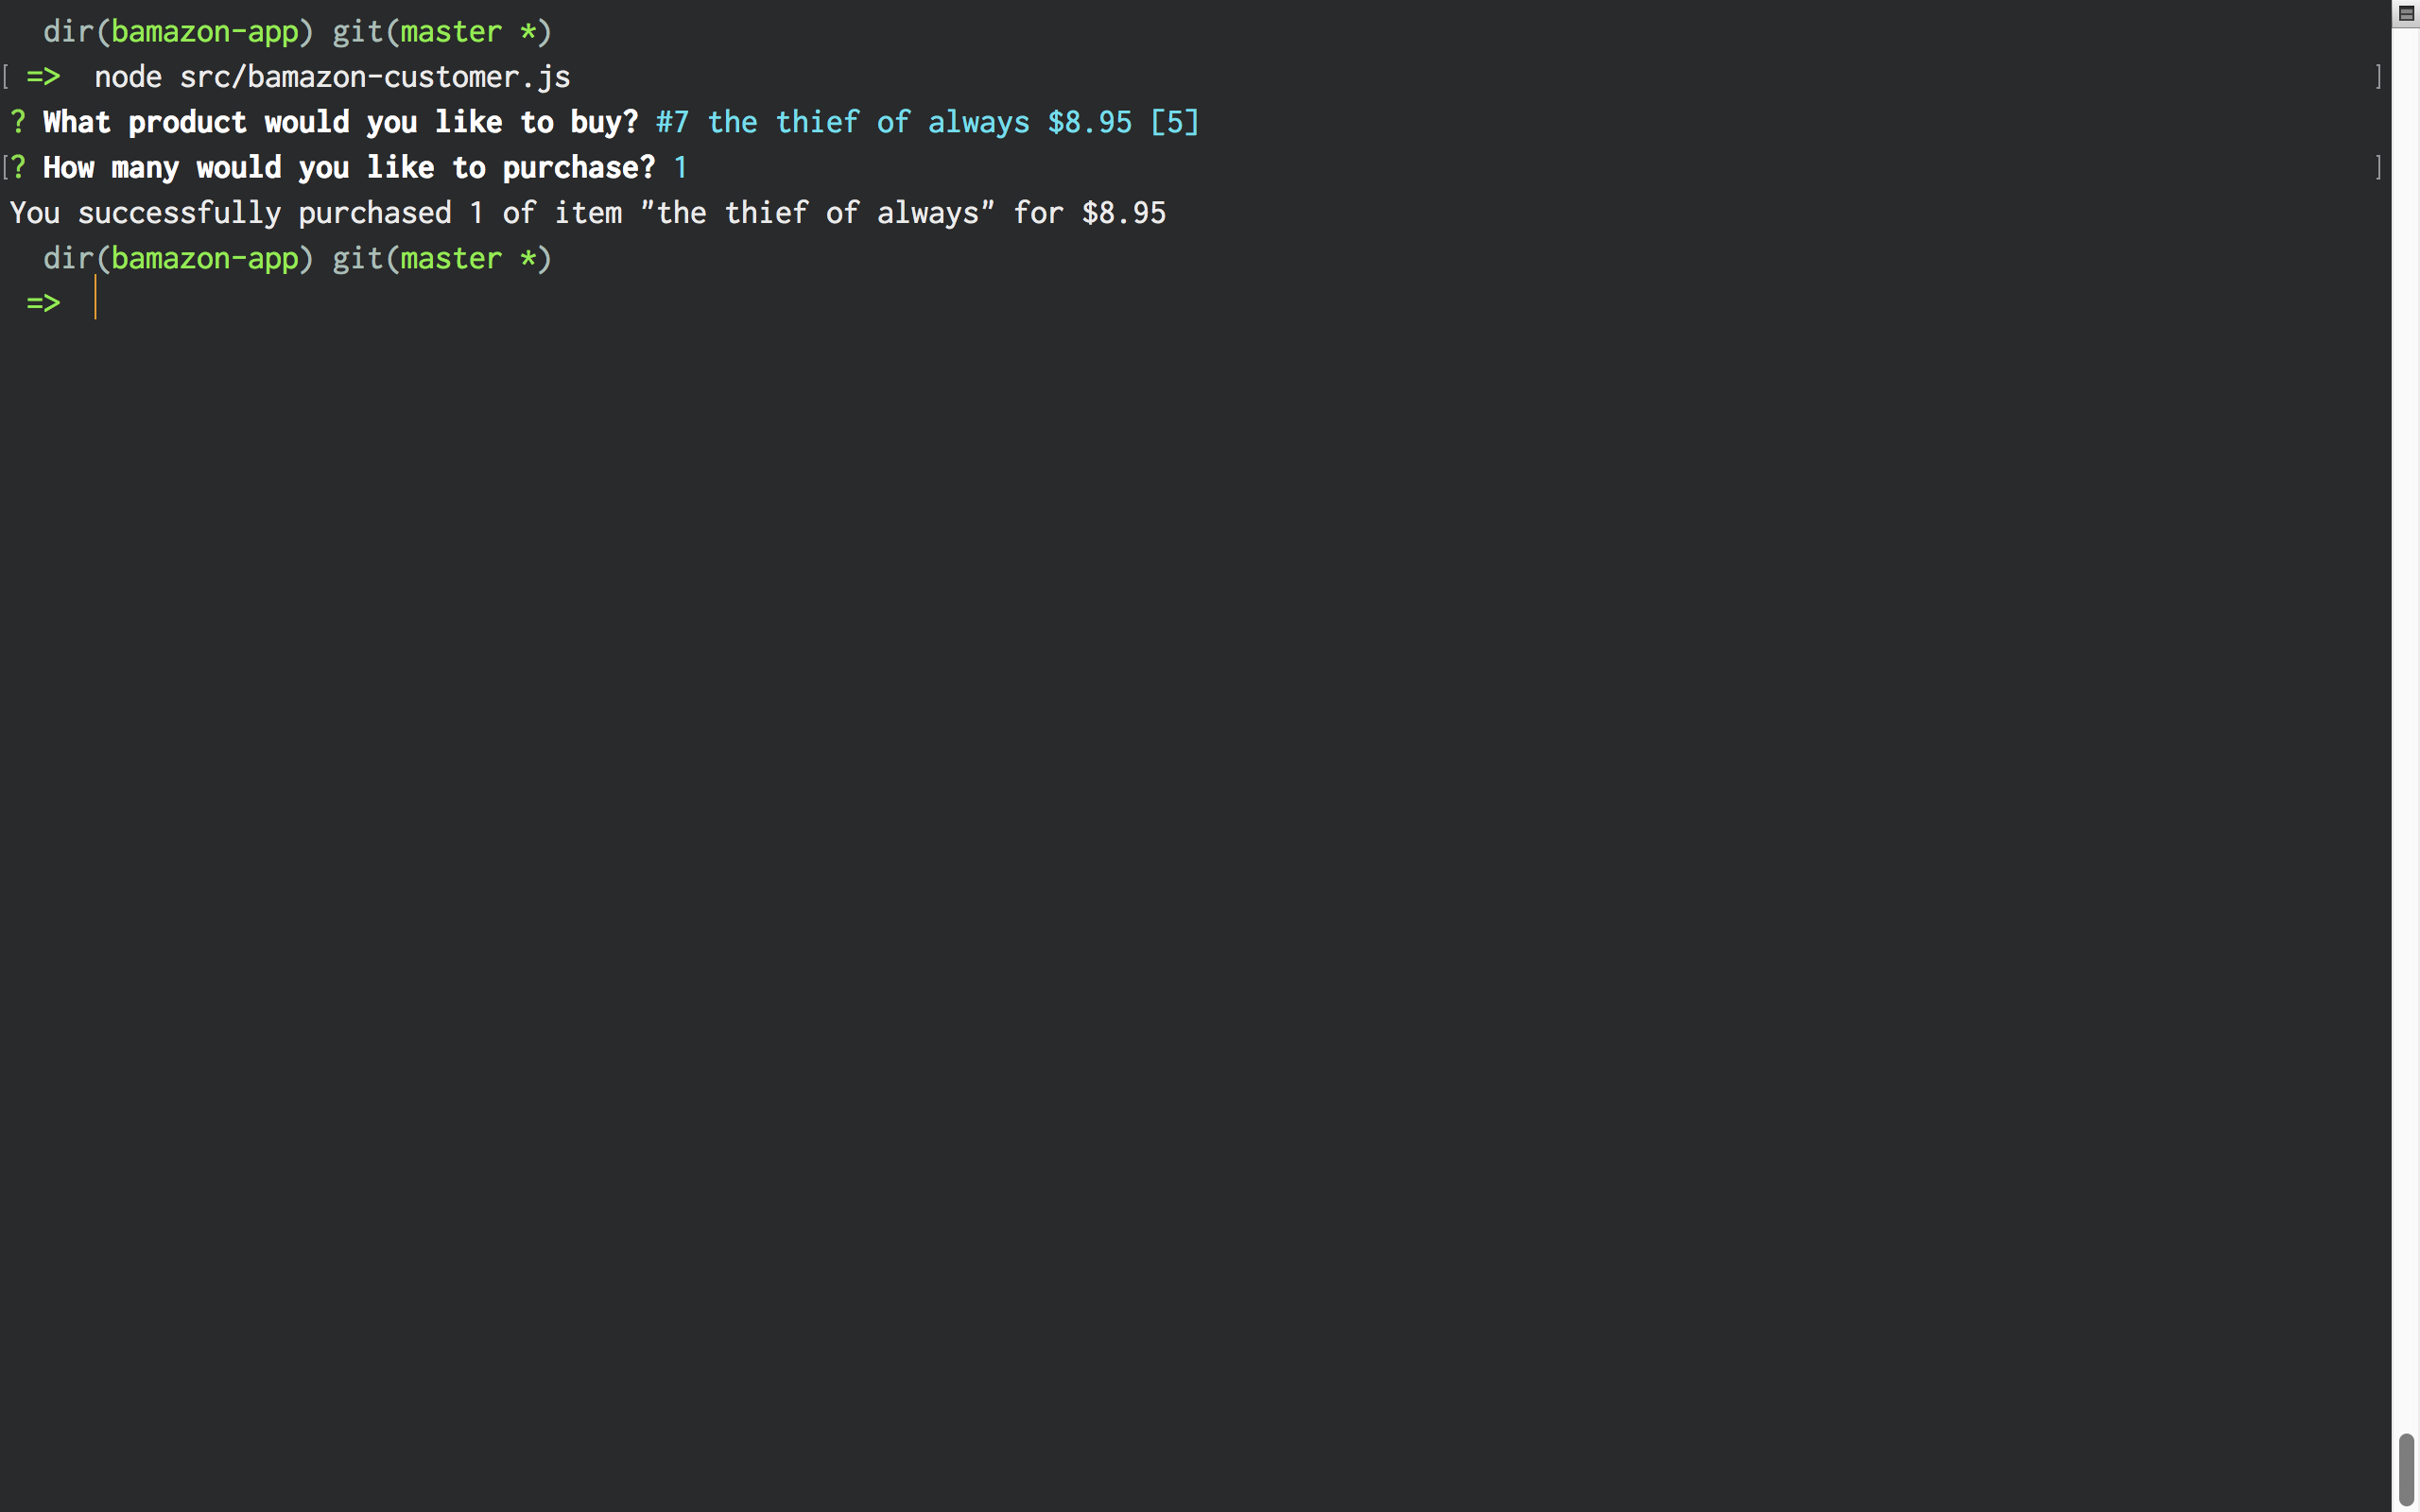 dir(bamazon-app) git(master *)
[ =>  node src/bamazon-customer.js ]
? What product would you like to buy? #7 the thief of always $8.95 [5]
[? How many would you like to purchase? 1 ]
You successfully purchased 1 of item "the thief of always" for $8.95
dir(bamazon-app) git(master *)
=>